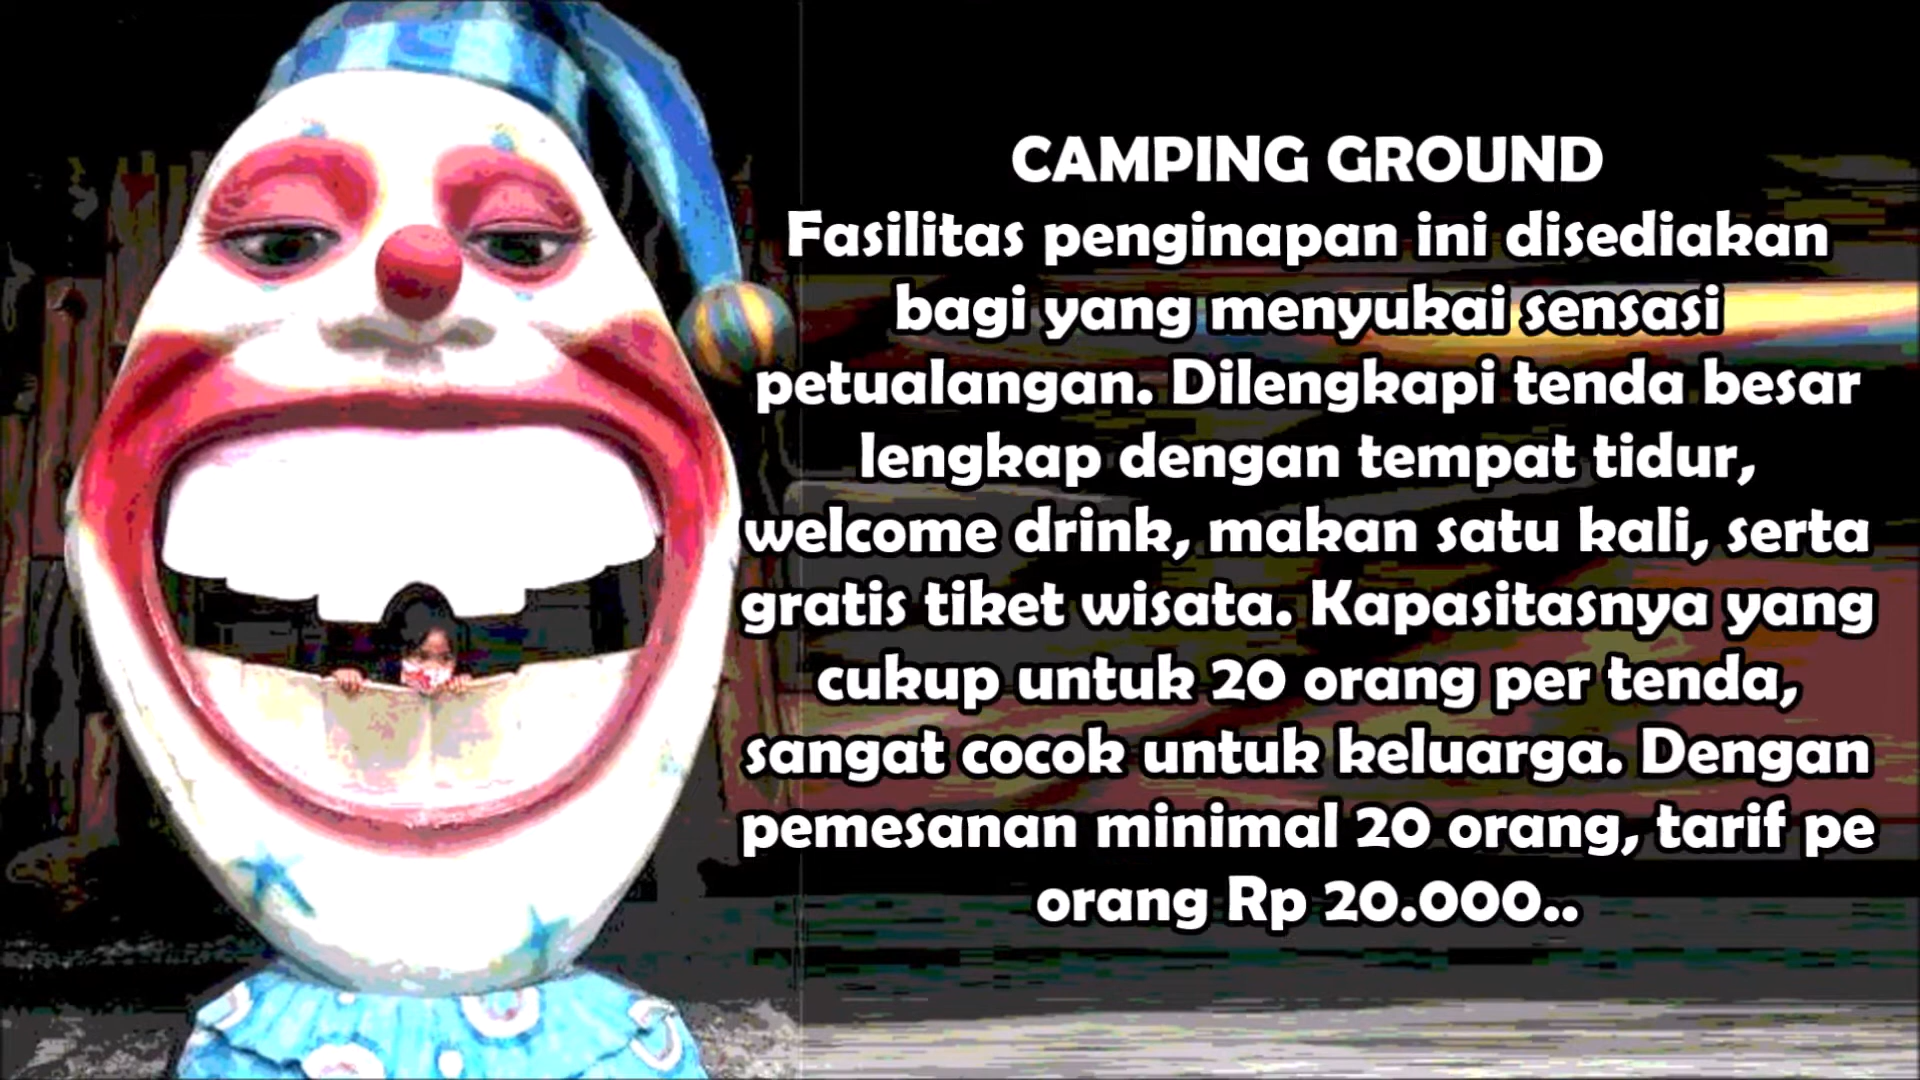 CAMPING GROUND
Fasilitas penginapan ini disediakan
bagi yang menyukai sensasi
petualangan. Dilengkapi tenda besar
lengkap dengan tempat tidur,
welcome drink, makan satu kali, serta
gratis tiket wisata. Kapasitasnya yang
cukup untuk 20 orang per tenda,
sangat cocok untuk keluarga. Dengan
pemesanan minimal 20 orang, tarif pe
orang Rp 20.000..